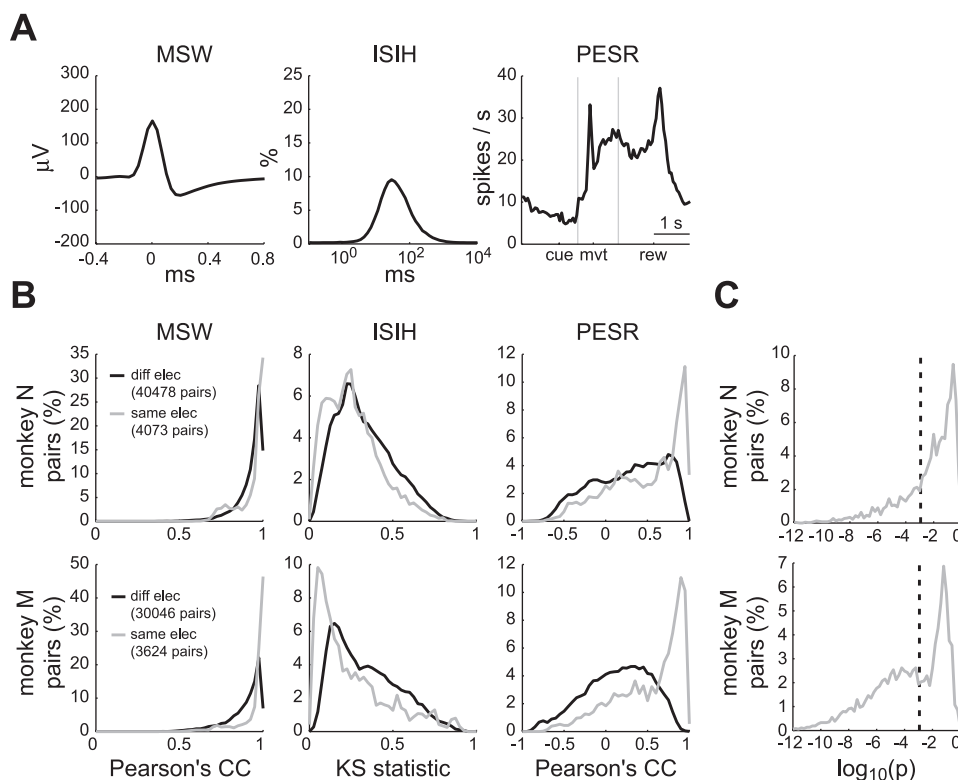 A
MSW
ISIH
PESR
300
200
100
0
-100
-200
µV
-0.4
0
0.4
0.8
ms
25
20
15
10
5
0
%
10^0
10^2
10^4
ms
40
30
20
10
0
spikes / s
1 s
cue
mvt
rew
B
C
MSW
ISIH
PESR
monkey N
pairs (%)
35
30
25
20
15
10
5
0
diff elec
(40478 pairs)
same elec
(4073 pairs)
0
0.5
1
8
6
4
2
0
0
0.5
1
12
10
8
6
4
2
0
-1
-0.5
0
0.5
1
monkey N
pairs (%)
10
8
6
4
2
0
-12 -10 -8 -6 -4 -2 0
monkey M
pairs (%)
50
40
30
20
10
0
diff elec
(30046 pairs)
same elec
(3624 pairs)
0
0.5
1
Pearson's CC
10
8
6
4
2
0
0
0.5
1
KS statistic
12
10
8
6
4
2
0
-1
-0.5
0
0.5
1
Pearson's CC
monkey M
pairs (%)
7
6
5
4
3
2
1
0
-12 -10 -8 -6 -4 -2 0
log10(p)